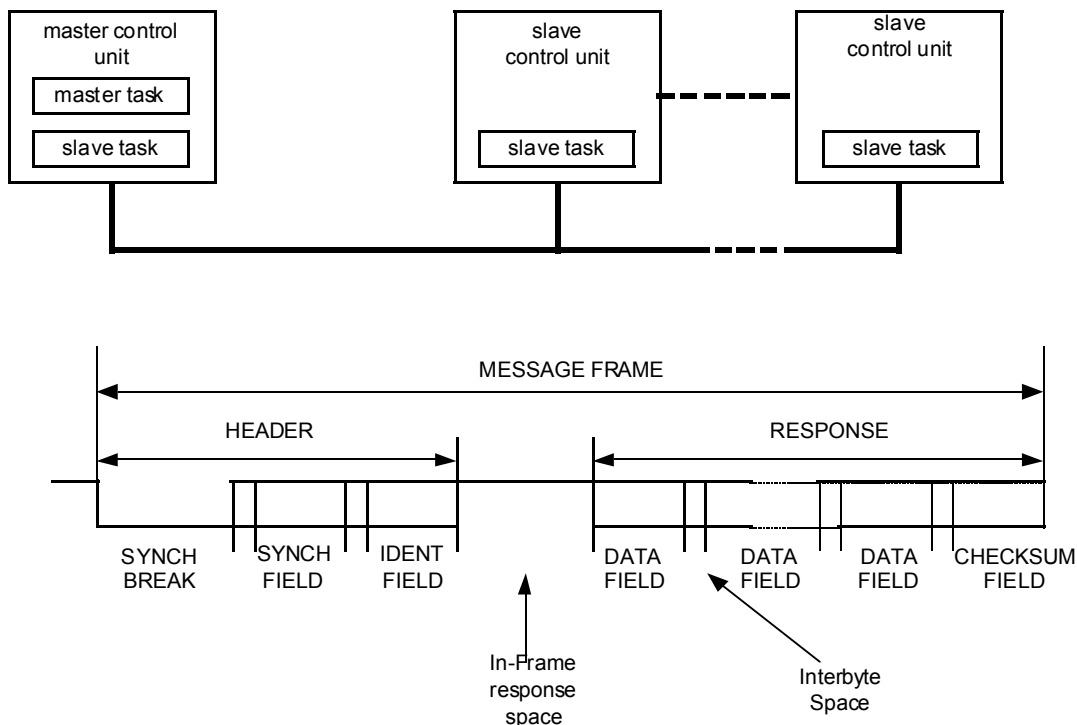 master control
unit
master task
slave task
slave
control unit
slave task
slave
control unit
slave task
MESSAGE FRAME
HEADER
RESPONSE
SYNCH
BREAK
SYNCH
FIELD
IDENT
FIELD
DATA
FIELD
DATA
FIELD
DATA
FIELD
CHECKSUM
FIELD
In-Frame
response
space
Interbyte
Space